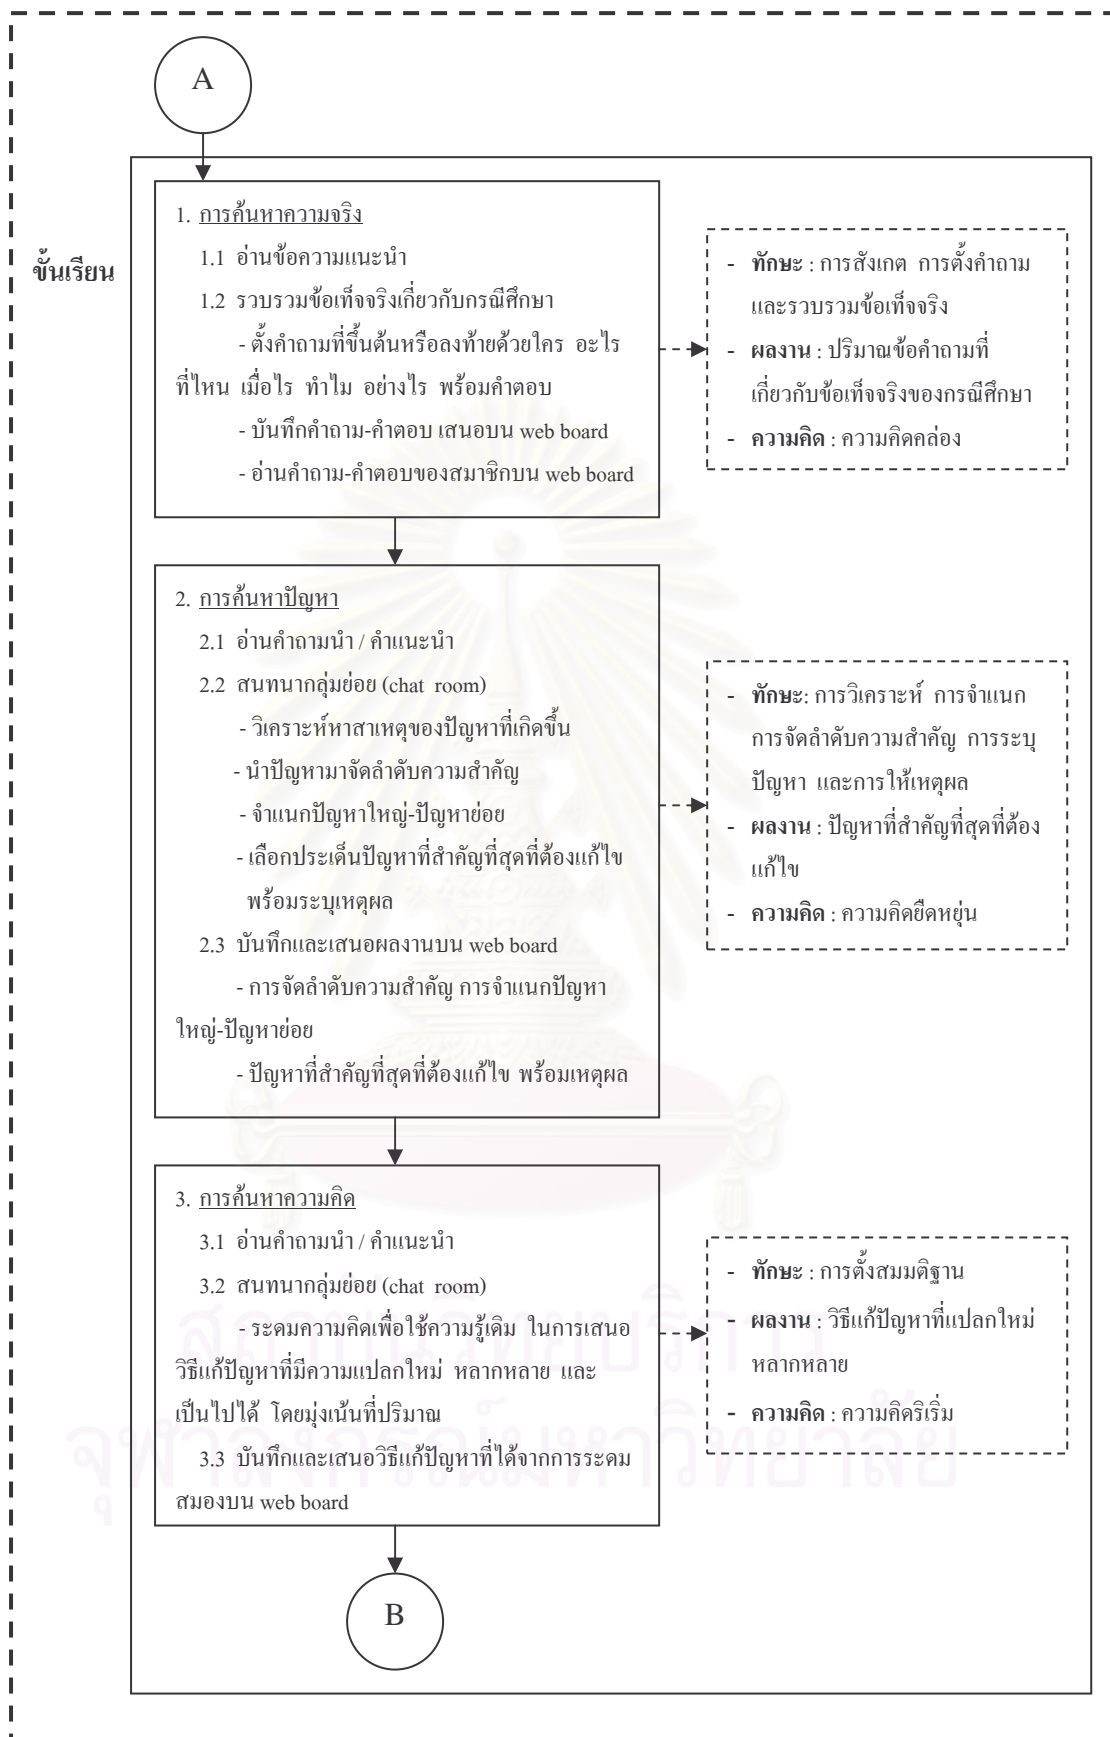 A
ขั้นเรียน
1. การค้นหาความจริง
1.1 อ่านข้อความแนะนำ
1.2 รวบรวมข้อเท็จจริงเกี่ยวกับกรณีศึกษา
- ตั้งคำถามที่ขึ้นต้นหรือลงท้ายด้วยใคร อะไร
ที่ไหน เมื่อไร ทำไม อย่างไร พร้อมคำตอบ
- บันทึกคำถาม-คำตอบ เสนอบน web board
- อ่านคำถาม-คำตอบของสมาชิกบน web board
- ทักษะ : การสังเกต การตั้งคำถาม
และรวบรวมข้อเท็จจริง
- ผลงาน : ปริมาณข้อคำถามที่
เกี่ยวกับข้อเท็จจริงของกรณีศึกษา
- ความคิด : ความคิดคล่อง
2. การค้นหาปัญหา
2.1 อ่านคำถามนำ / คำแนะนำ
2.2 สนทนากลุ่มย่อย (chat room)
- วิเคราะห์หาสาเหตุของปัญหาที่เกิดขึ้น
- นำปัญหามาจัดลำดับความสำคัญ
- จำแนกปัญหาใหญ่-ปัญหาย่อย
- เลือกประเด็นปัญหาที่สำคัญที่สุดที่ต้องแก้ไข
พร้อมระบุเหตุผล
2.3 บันทึกและเสนอผลงานบน web board
- การจัดลำดับความสำคัญ การจำแนกปัญหา
ใหญ่-ปัญหาย่อย
- ปัญหาที่สำคัญที่สุดที่ต้องแก้ไข พร้อมเหตุผล
- ทักษะ: การวิเคราะห์ การจำแนก
การจัดลำดับความสำคัญ การระบุ
ปัญหา และการให้เหตุผล
- ผลงาน : ปัญหาที่สำคัญที่สุดที่ต้อง
แก้ไข
- ความคิด : ความคิดยืดหยุ่น
3. การค้นหาความคิด
3.1 อ่านคำถามนำ / คำแนะนำ
3.2 สนทนากลุ่มย่อย (chat room)
- ระดมความคิดเพื่อใช้ความรู้เดิม ในการเสนอ
วิธีแก้ปัญหาที่มีความแปลกใหม่ หลากหลาย และ
เป็นไปได้ โดยมุ่งเน้นที่ปริมาณ
3.3 บันทึกและเสนอวิธีแก้ปัญหาที่ได้จากการระดม
สมองบน web board
- ทักษะ : การตั้งสมมติฐาน
- ผลงาน : วิธีแก้ปัญหาที่แปลกใหม่
หลากหลาย
- ความคิด : ความคิดริเริ่ม
สถาบันวิทยบริการ
จุฬาลงกรณ์มหาวิทยาลัย
B